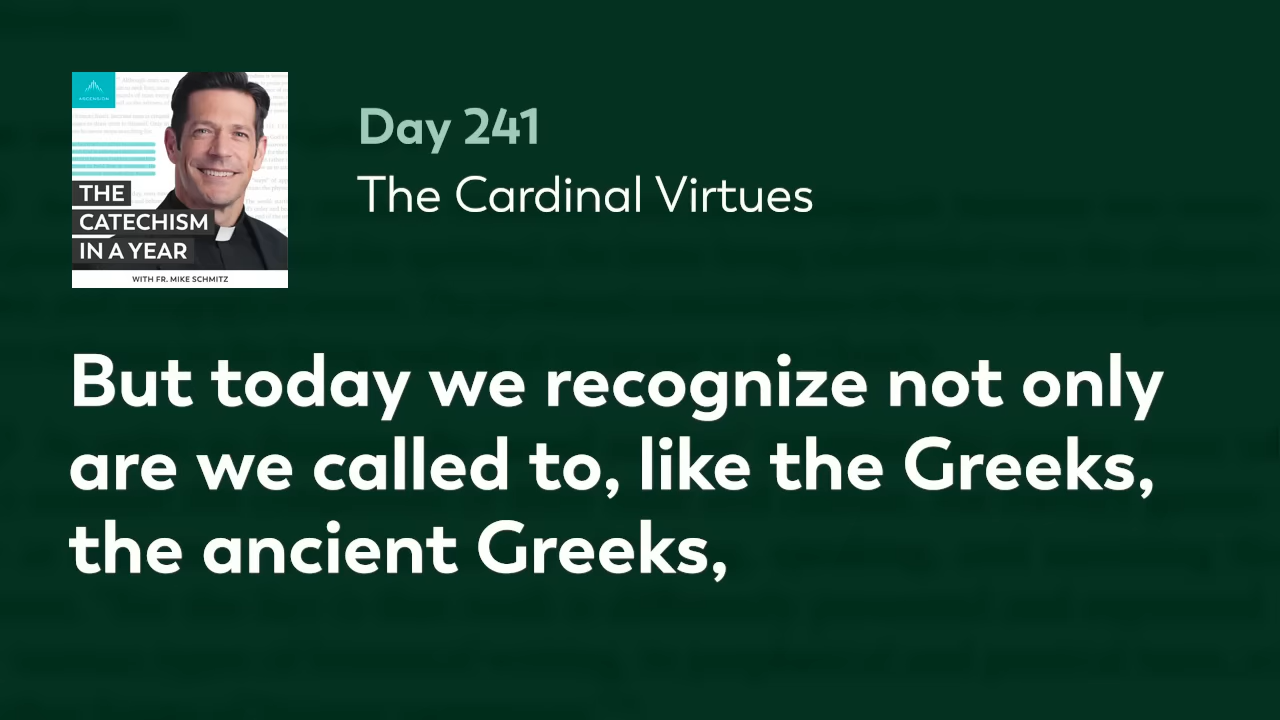 ASCENSION
THE
CATECHISM
IN A YEAR
WITH FR. MIKE SCHMITZ
Day 241
The Cardinal Virtues
But today we recognize not only
are we called to, like the Greeks,
the ancient Greeks,